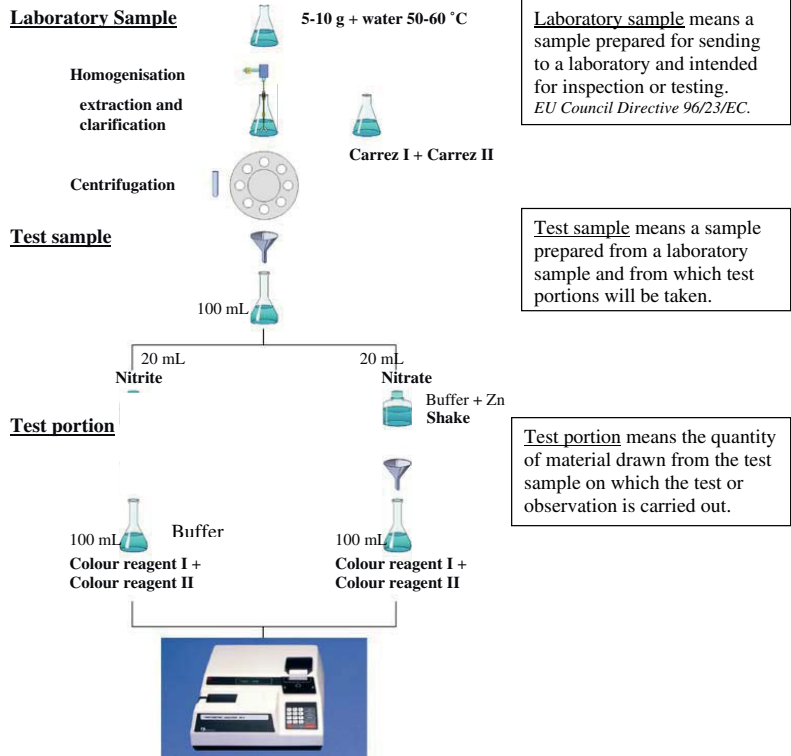 Laboratory Sample
5-10 g + water 50-60 ˚C
Homogenisation
extraction and
clarification
Carrez I + Carrez II
Centrifugation
Laboratory sample means a
sample prepared for sending
to a laboratory and intended
for inspection or testing.
EU Council Directive 96/23/EC.
Test sample
100 mL
Test sample means a sample
prepared from a laboratory
sample and from which test
portions will be taken.
20 mL
Nitrite
20 mL
Nitrate
Buffer + Zn
Shake
Test portion
Test portion means the quantity
of material drawn from the test
sample on which the test or
observation is carried out.
100 mL
Buffer
Colour reagent I +
Colour reagent II
100 mL
Colour reagent I +
Colour reagent II